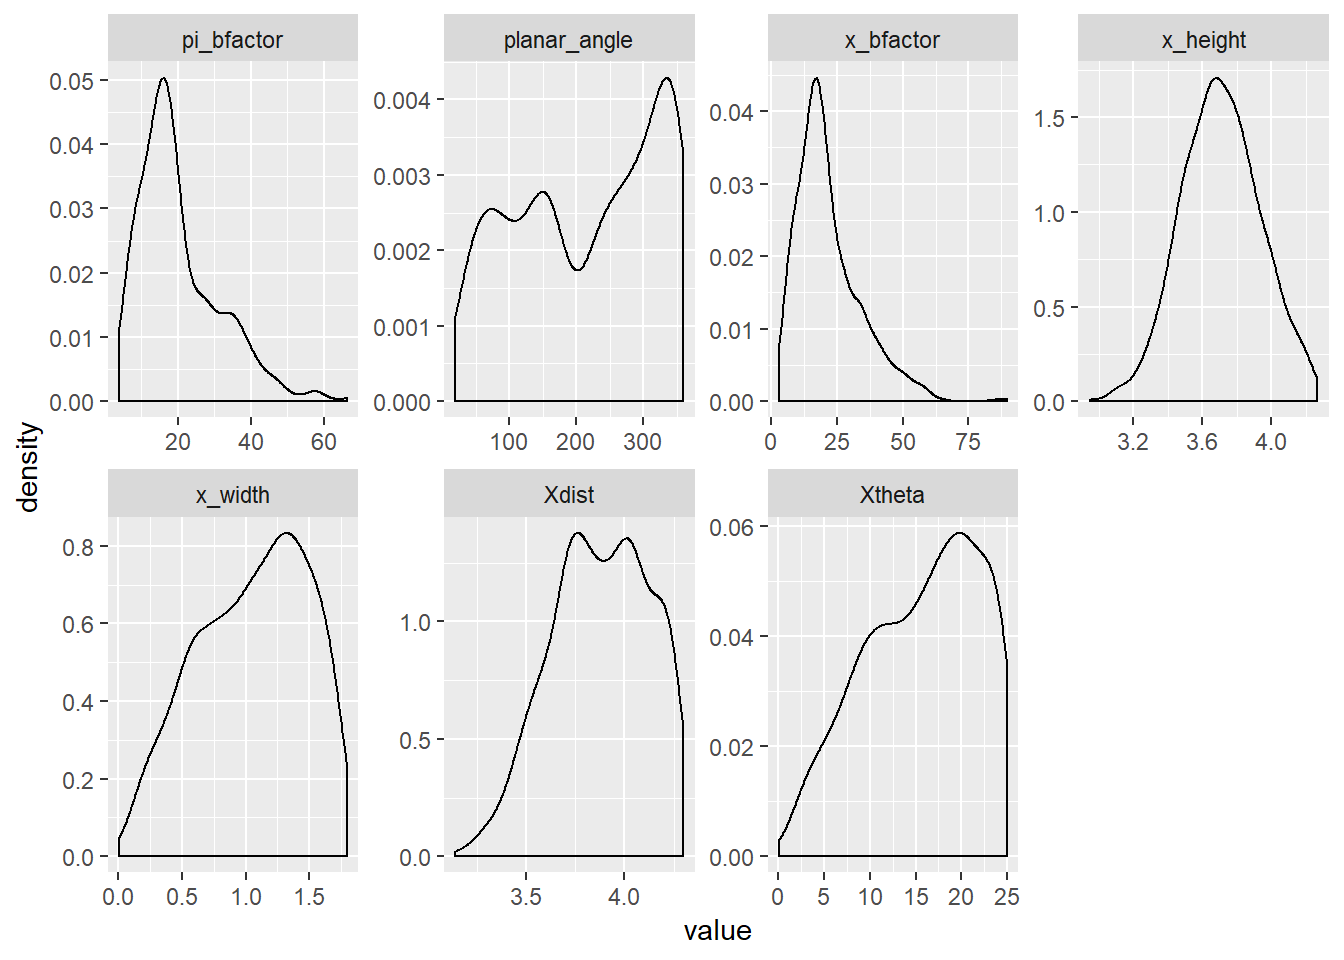 pi_bfactor planar_angle x_bfactor x_height
0.05 0.04 0.03 0.02 0.01 0.00
0.004 0.003 0.002 0.001 0.000
0.04 0.03 0.02 0.01 0.00
1.5 1.0 0.5 0.0
20 40 60 100 200 300 0 25 50 75 3.2 3.6 4.0
density
x_width Xdist Xtheta
0.8 0.6 0.4 0.2 0.0
1.0 0.5 0.0
0.06 0.04 0.02 0.00
0.0 0.5 1.0 1.5 3.5 4.0 0 5 10 15 20 25
value